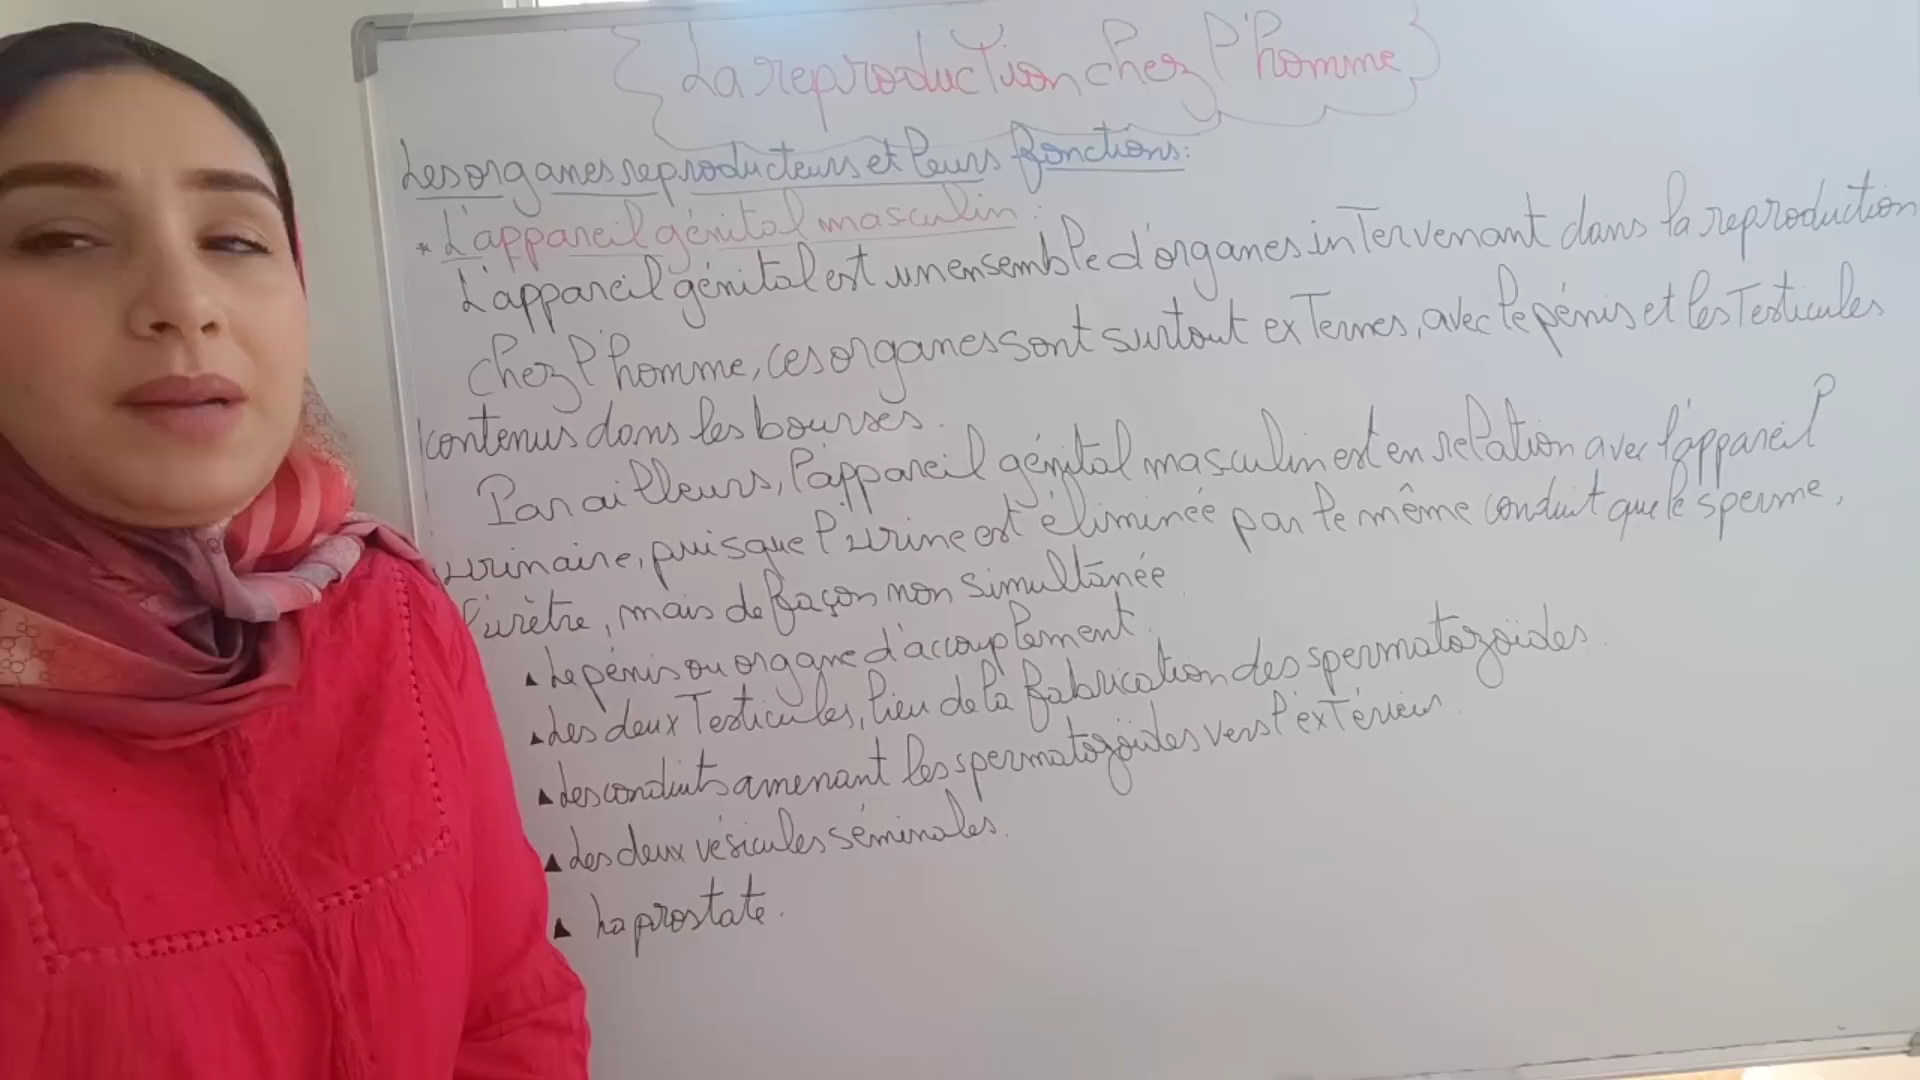 La reproduction chez l'homme
Les organes reproducteurs et leurs fonctions:
* L'appareil génital masculin:
L'appareil génital est un ensemble d'organes intervenant dans la reproduction
chez l'homme, ces organes sont surtout externes, avec le pénis et les testicules
contenus dans les bourses.
Par ailleurs, l'appareil génital masculin est en relation avec l'appareil
urinaire, puisque l'urine est éliminée par le même conduit que le sperme,
l'urètre, mais de façon non simultanée.
▲ Le pénis ou organe d'accouplement.
▲ Les deux testicules, lieu de la fabrication des spermatozoïdes.
▲ Les conduits amenant les spermatozoïdes vers l'extérieur.
▲ Les deux vésicules séminales.
▲ La prostate.